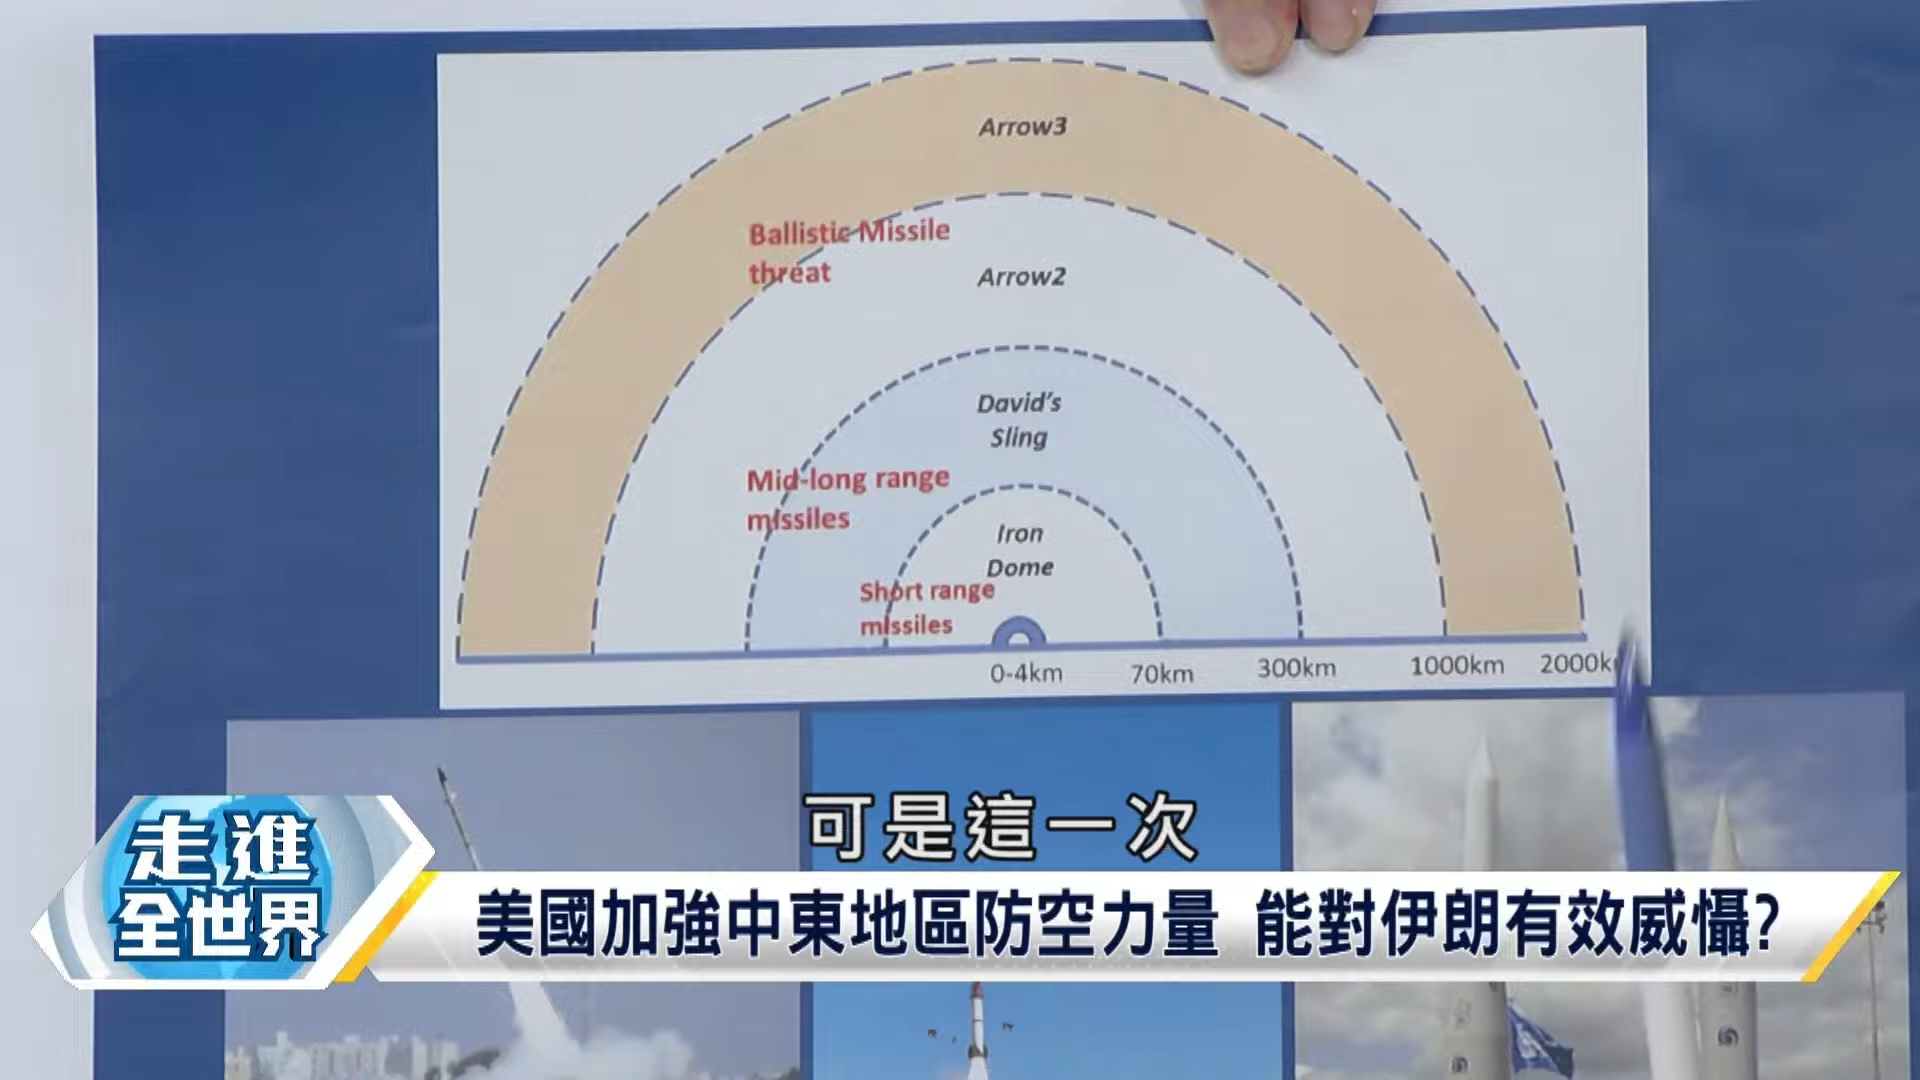 Arrow3
Ballistic Missile
threat
Arrow2
David's
Sling
Mid-long range
missiles
Iron
Dome
Short range
missiles
0-4km
70km
300km
1000km
2000k
可是這一次
走進
全世界
美國加強中東地區防空力量 能對伊朗有效威懾?